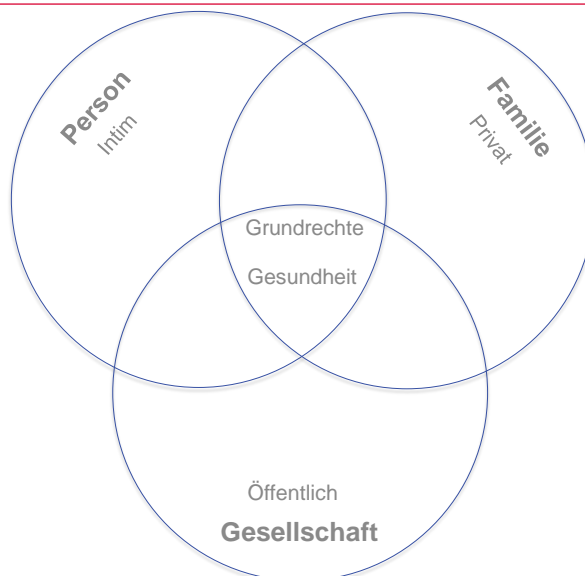 Person
Intim
Familie
Privat
Grundrechte
Gesundheit
Öffentlich
Gesellschaft